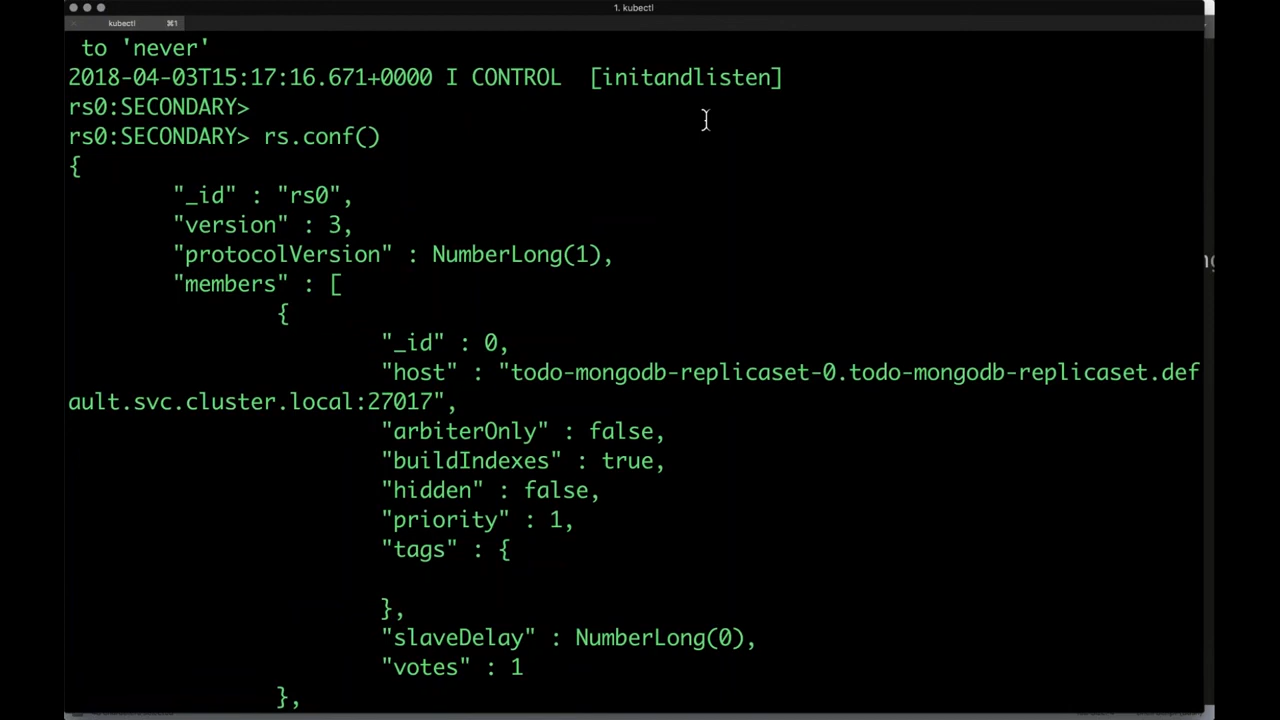 1. kubectl
kubectl ⌘1
to 'never'
2018-04-03T15:17:16.671+0000 I CONTROL  [initandlisten]
rs0:SECONDARY>
rs0:SECONDARY> rs.conf()
{
"_id" : "rs0",
"version" : 3,
"protocolVersion" : NumberLong(1),
"members" : [
{
"_id" : 0,
"host" : "todo-mongodb-replicaset-0.todo-mongodb-replicaset.def
ault.svc.cluster.local:27017",
"arbiterOnly" : false,
"buildIndexes" : true,
"hidden" : false,
"priority" : 1,
"tags" : {
},
"slaveDelay" : NumberLong(0),
"votes" : 1
},